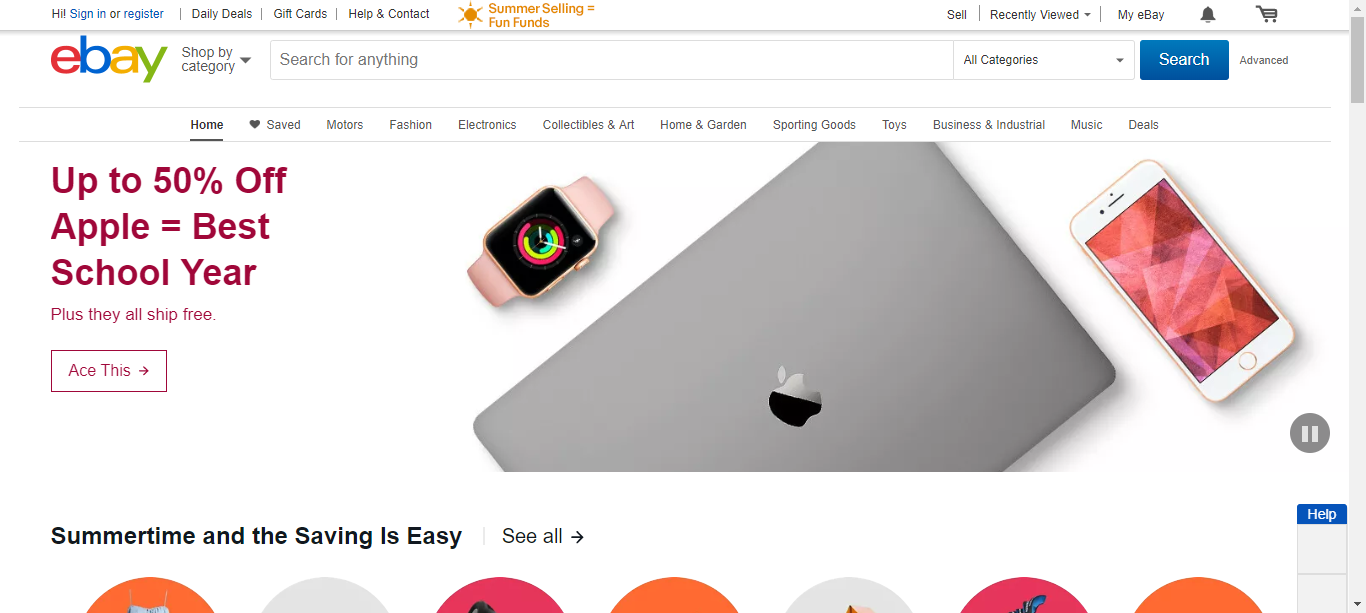 Hi! Sign in or register
Daily Deals
Gift Cards
Help & Contact
Summer Selling =
Fun Funds
Sell
Recently Viewed
My eBay
ebay
Shop by
category
Search for anything
All Categories
Search
Advanced
Home
Saved
Motors
Fashion
Electronics
Collectibles & Art
Home & Garden
Sporting Goods
Toys
Business & Industrial
Music
Deals
Up to 50% Off
Apple = Best
School Year
Plus they all ship free.
Ace This →
Summertime and the Saving Is Easy
See all →
Help